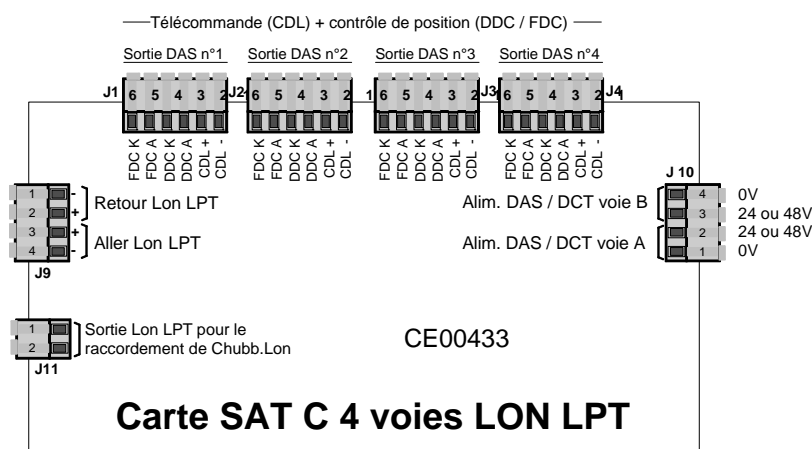 Télécommande (CDL) + contrôle de position (DDC / FDC)
Sortie DAS n°1 Sortie DAS n°2 Sortie DAS n°3 Sortie DAS n°4
J1 6 5 4 3 2 1 J2 6 5 4 3 2 1 J3 6 5 4 3 2 1 J4 6 5 4 3 2 1
FDC K FDC A DDC K DDC A CDL + CDL - FDC K FDC A DDC K DDC A CDL + CDL - FDC K FDC A DDC K DDC A CDL + CDL - FDC K FDC A DDC K DDC A CDL + CDL -
J 10
1 - Retour Lon LPT
2 +
3 + Aller Lon LPT
4 -
J9
Alim. DAS / DCT voie B 4 0V
3 24 ou 48V
Alim. DAS / DCT voie A 2 24 ou 48V
1 0V
1 Sortie Lon LPT pour le
2 raccordement de Chubb.Lon
J11
CE00433
Carte SAT C 4 voies LON LPT